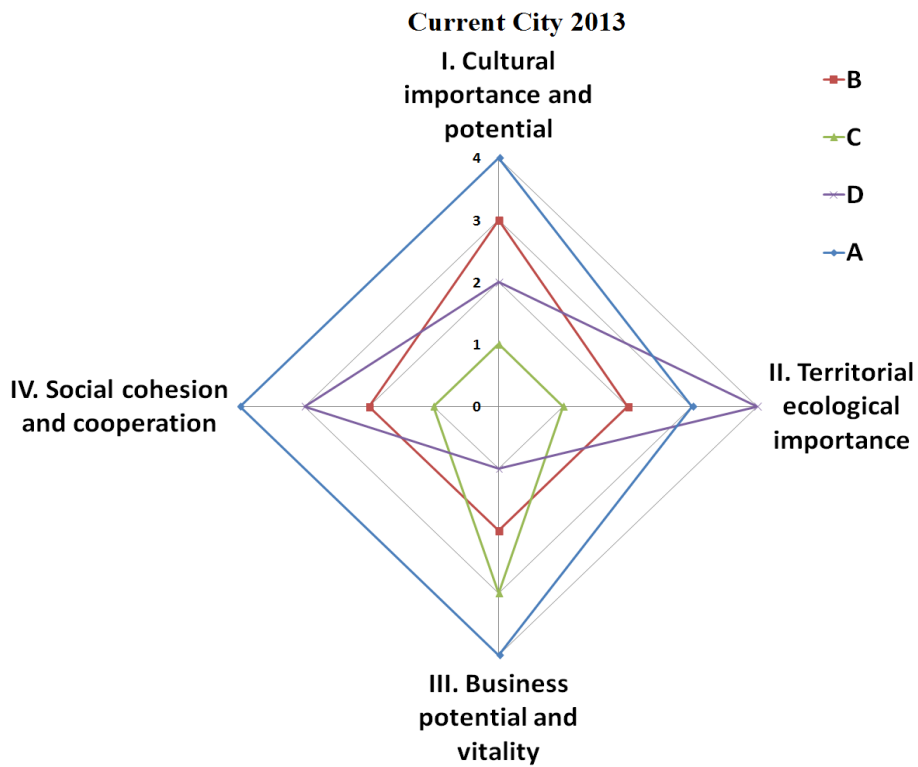 Current City 2013
I. Cultural
importance and
potential
B
C
D
A
4
3
2
1
0
II. Territorial
ecological
importance
IV. Social cohesion
and cooperation
III. Business
potential and
vitality